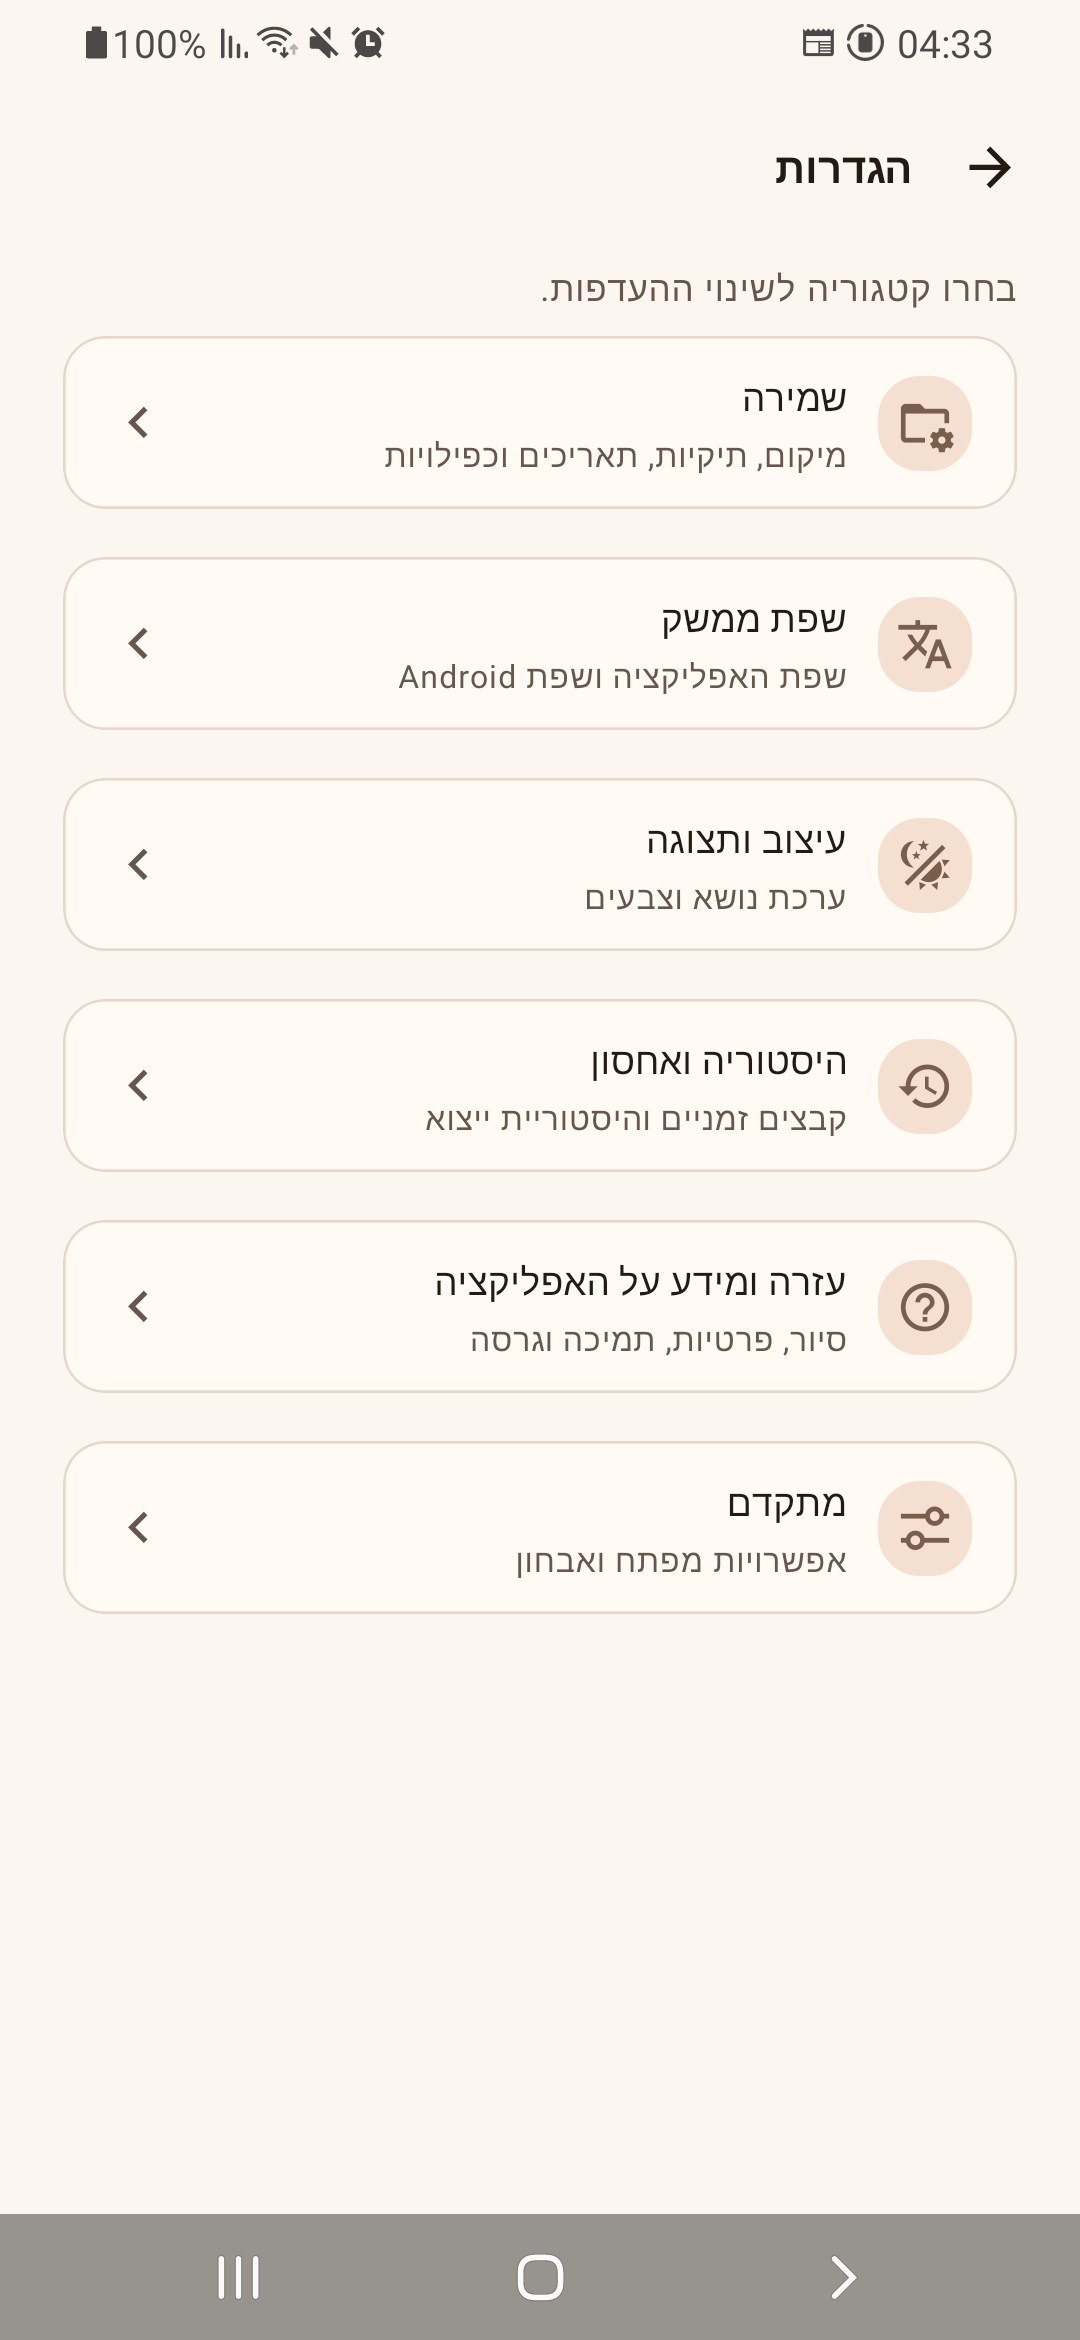 100% 04:33
הגדרות
בחרו קטגוריה לשינוי ההעדפות.
שמירה
מיקום, תיקיות, תאריכים וכפילויות
שפת ממשק
שפת האפליקציה ושפת Android
עיצוב ותצוגה
ערכת נושא וצבעים
היסטוריה ואחסון
קבצים זמניים והיסטוריית ייצוא
עזרה ומידע על האפליקציה
סיור, פרטיות, תמיכה וגרסה
מתקדם
אפשרויות מפתח ואבחון